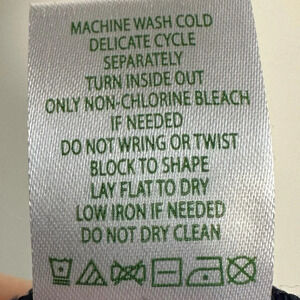 MACHINE WASH COLD
DELICATE CYCLE
SEPARATELY
TURN INSIDE OUT
ONLY NON-CHLORINE BLEACH
IF NEEDED
DO NOT WRING OR TWIST
BLOCK TO SHAPE
LAY FLAT TO DRY
LOW IRON IF NEEDED
DO NOT DRY CLEAN